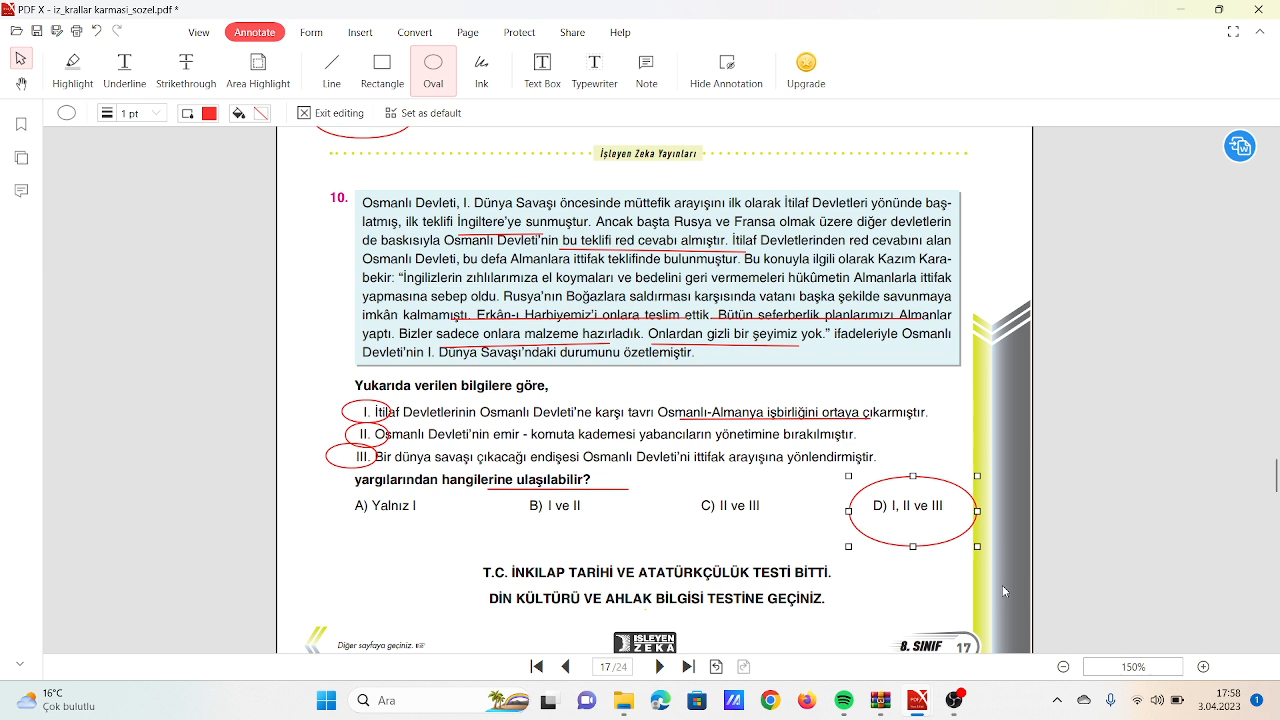 PDF X - iz_krallar karmasi_sozel.pdf *
View Annotate Form Insert Convert Page Protect Share Help
Highlight Underline Strikethrough Area Highlight Line Rectangle Oval Ink Text Box Typewriter Note Hide Annotation Upgrade
1 pt Exit editing Set as default
İşleyen Zeka Yayınları
10. Osmanlı Devleti, I. Dünya Savaşı öncesinde müttefik arayışını ilk olarak İtilaf Devletleri yönünde baş-
latmış, ilk teklifi İngiltere'ye sunmuştur. Ancak başta Rusya ve Fransa olmak üzere diğer devletlerin
de baskısıyla Osmanlı Devleti'nin bu teklifi red cevabı almıştır. İtilaf Devletlerinden red cevabını alan
Osmanlı Devleti, bu defa Almanlara ittifak teklifinde bulunmuştur. Bu konuyla ilgili olarak Kazım Kara-
bekir: "İngilizlerin zıhlılarımıza el koymaları ve bedelini geri vermemeleri hükûmetin Almanlarla ittifak
yapmasına sebep oldu. Rusya'nın Boğazlara saldırması karşısında vatanı başka şekilde savunmaya
imkân kalmamıştı. Erkân-ı Harbiyemiz'i onlara teslim ettik. Bütün seferberlik planlarımızı Almanlar
yaptı. Bizler sadece onlara malzeme hazırladık. Onlardan gizli bir şeyimiz yok." ifadeleriyle Osmanlı
Devleti'nin I. Dünya Savaşı'ndaki durumunu özetlemiştir.
Yukarıda verilen bilgilere göre,
I. İtilaf Devletlerinin Osmanlı Devleti'ne karşı tavrı Osmanlı-Almanya işbirliğini ortaya çıkarmıştır.
II. Osmanlı Devleti'nin emir - komuta kademesi yabancıların yönetimine bırakılmıştır.
III. Bir dünya savaşı çıkacağı endişesi Osmanlı Devleti'ni ittifak arayışına yönlendirmiştir.
yargılarından hangilerine ulaşılabilir?
A) Yalnız I B) I ve II C) II ve III D) I, II ve III
T.C. İNKILAP TARİHİ VE ATATÜRKÇÜLÜK TESTİ BİTTİ.
DİN KÜLTÜRÜ VE AHLAK BİLGİSİ TESTİNE GEÇİNİZ.
Diğer sayfaya geçiniz. İŞLEYEN ZEKA 8. SINIF 17
17 /24 150%
16°C
Çok bulutlu
Ara
17:58
30.04.2023
1